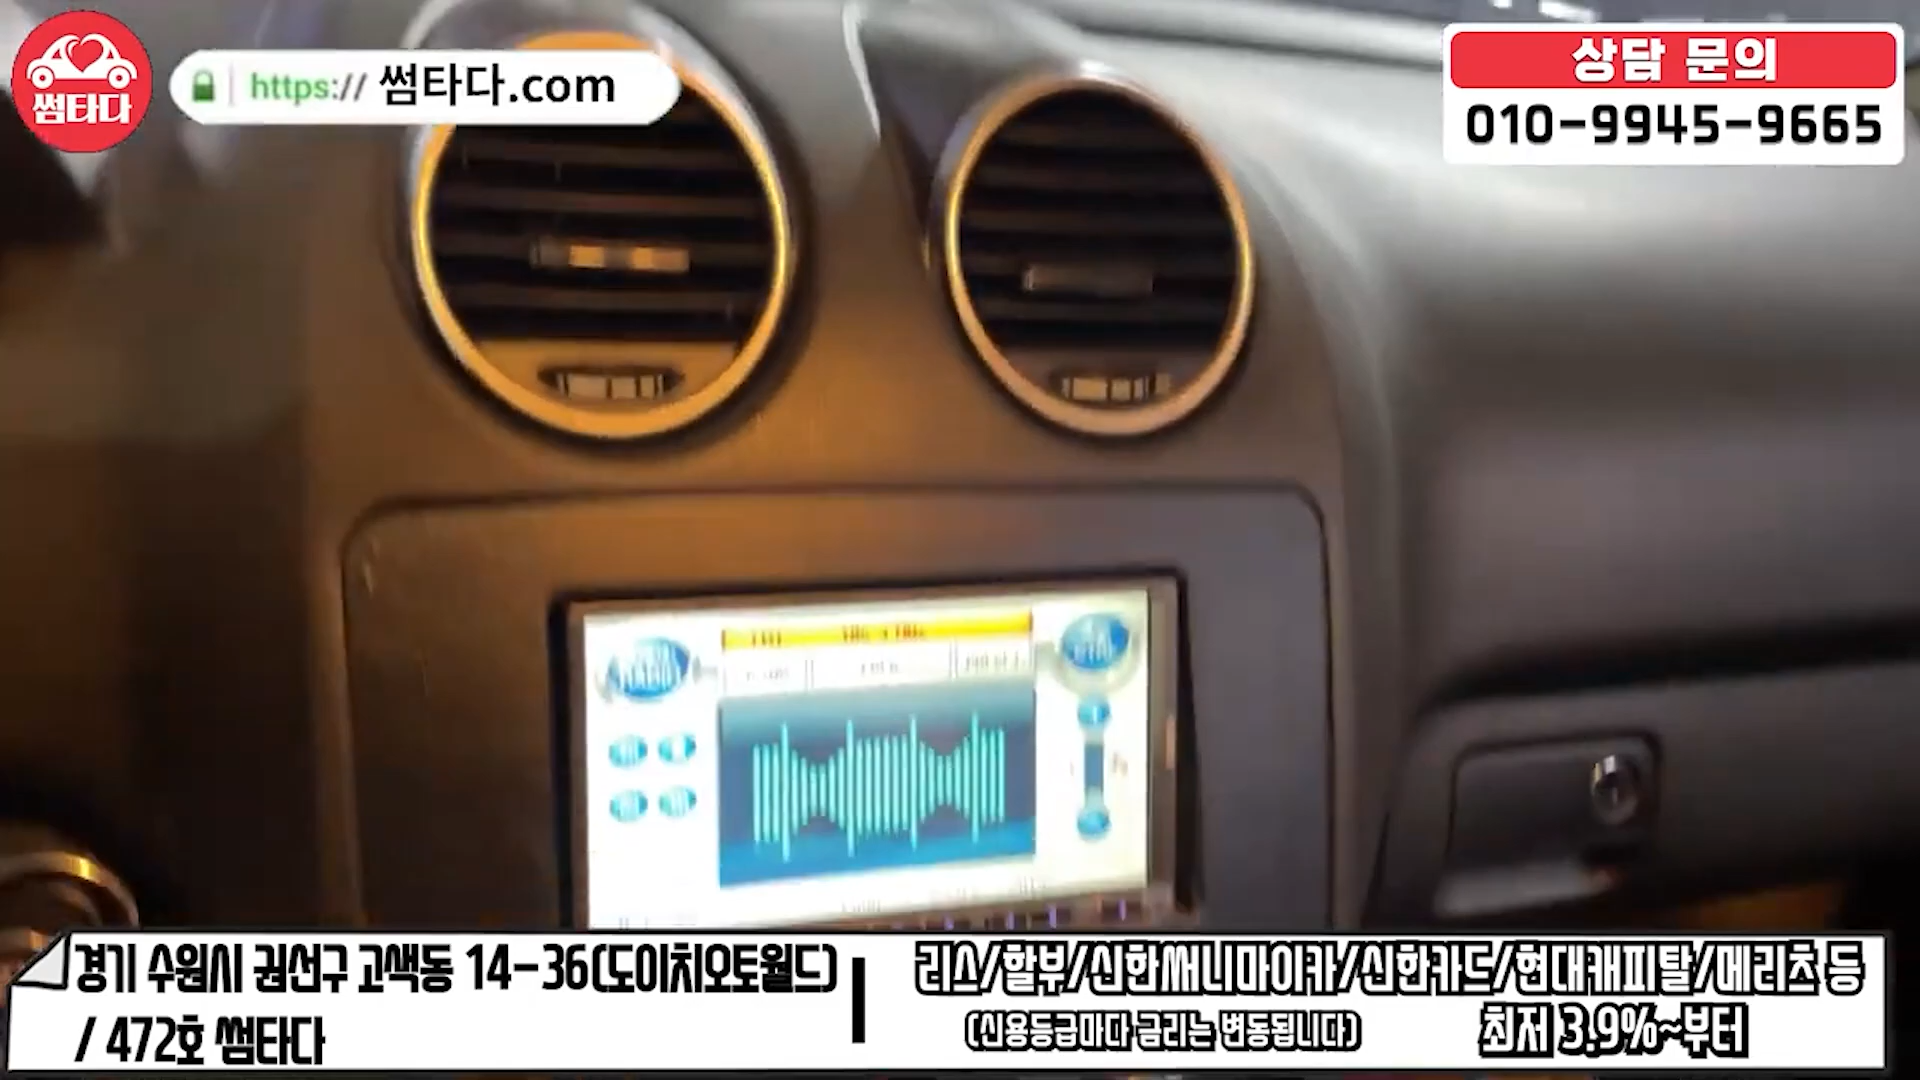 썸타다
https:// 썸타다.com
상담 문의
010-9945-9665
경기 수원시 권선구 고색동 14-36(도이치오토월드)
/ 472호 썸타다
리스/할부/신한써니마이카/신한카드/현대캐피탈/메리츠 등
(신용등급마다 금리는 변동됩니다)
최저 3.9%~부터